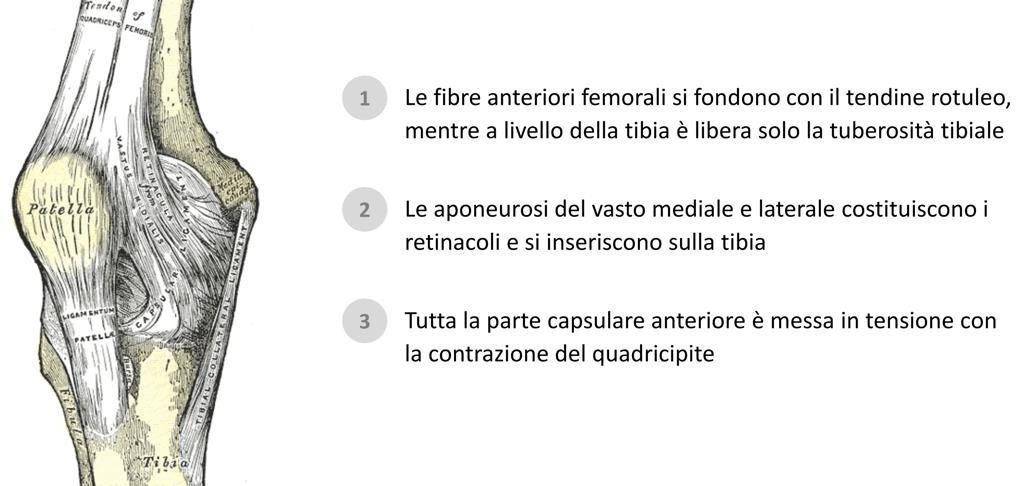 Tendon of
QUADRICEPS FEMORIS
VASTUS MEDIALIS
RETINACULA
from
Patella
CAPSULAR LIGAMENT
TIBIAL COLLATERAL LIGAMENT
LIGAMENTUM
PATELLÆ
Fibula
Tibia
1
Le fibre anteriori femorali si fondono con il tendine rotuleo,
mentre a livello della tibia è libera solo la tuberosità tibiale
2
Le aponeurosi del vasto mediale e laterale costituiscono i
retinacoli e si inseriscono sulla tibia
3
Tutta la parte capsulare anteriore è messa in tensione con
la contrazione del quadricipite